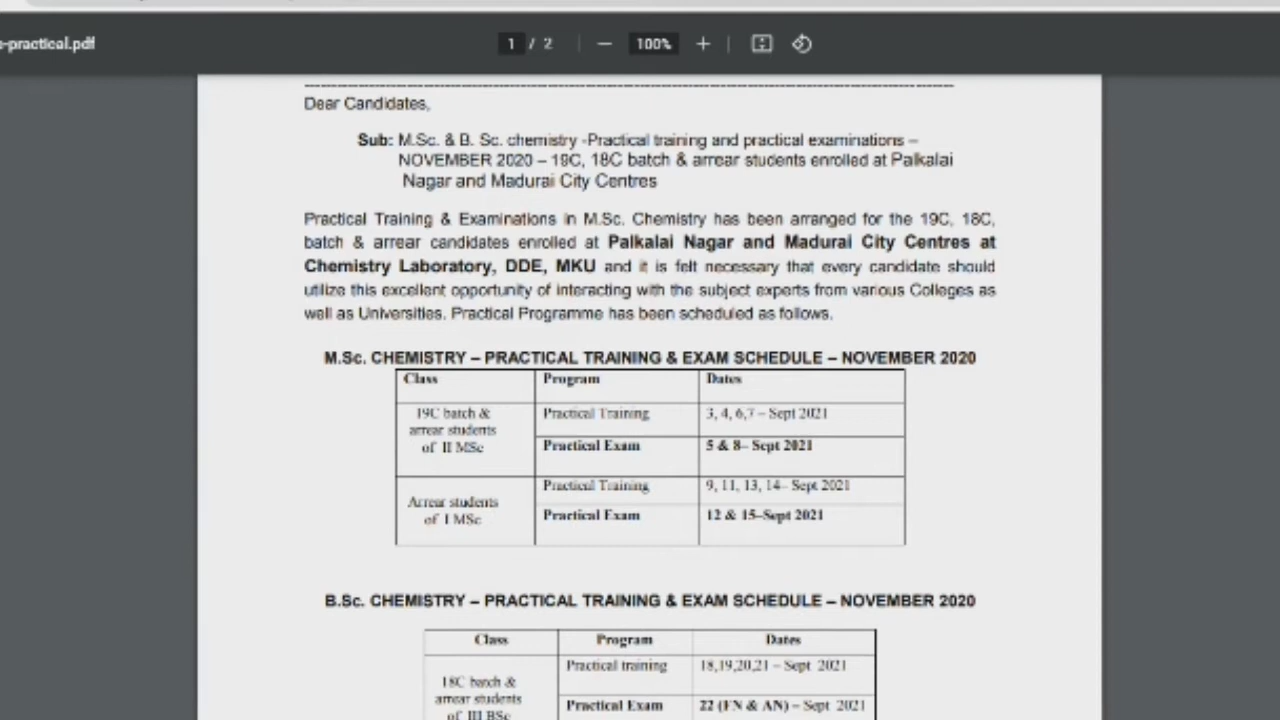 -practical.pdf
1 / 2
100%
Dear Candidates,
Sub: M.Sc. & B. Sc. chemistry -Practical training and practical examinations –
NOVEMBER 2020 – 19C, 18C batch & arrear students enrolled at Palkalai
Nagar and Madurai City Centres
Practical Training & Examinations in M.Sc. Chemistry has been arranged for the 19C, 18C,
batch & arrear candidates enrolled at Palkalai Nagar and Madurai City Centres at
Chemistry Laboratory, DDE, MKU and it is felt necessary that every candidate should
utilize this excellent opportunity of interacting with the subject experts from various Colleges as
well as Universities. Practical Programme has been scheduled as follows.
M.Sc. CHEMISTRY – PRACTICAL TRAINING & EXAM SCHEDULE – NOVEMBER 2020
Class Program Dates
19C batch &
arrear students
of II MSc
Practical Training 3, 4, 6,7 – Sept 2021
Practical Exam 5 & 8– Sept 2021
Arrear students
of I MSc
Practical Training 9, 11, 13, 14– Sept 2021
Practical Exam 12 & 15–Sept 2021
B.Sc. CHEMISTRY – PRACTICAL TRAINING & EXAM SCHEDULE – NOVEMBER 2020
Class Program Dates
18C batch &
arrear students
of III BSc
Practical training 18,19,20,21 – Sept 2021
Practical Exam 22 (FN & AN) – Sept 2021